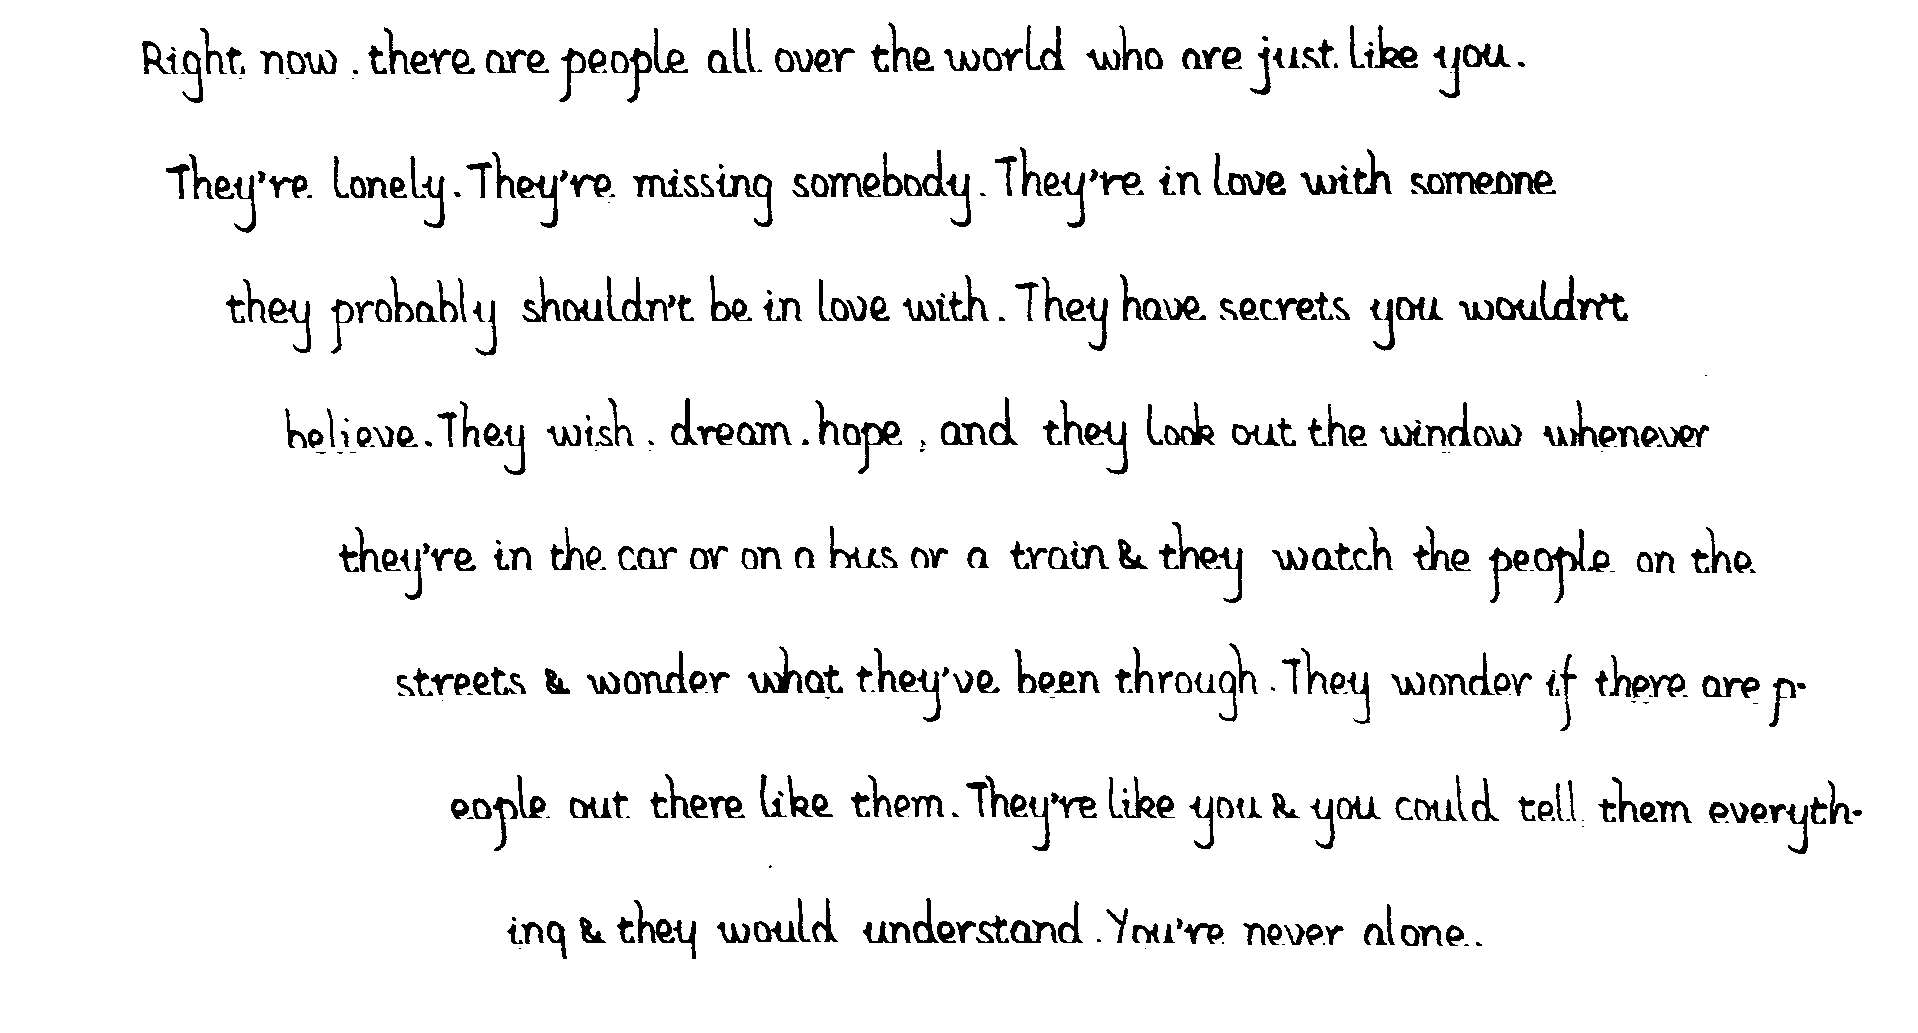 Right now, there are people all over the world who are just like you.
They're lonely. They're missing somebody. They're in love with someone
they probably shouldn't be in love with. They have secrets you wouldn't
believe. They wish, dream, hope, and they look out the window whenever
they're in the car or on a bus or a train & they watch the people on the
streets & wonder what they've been through. They wonder if there are p-
eople out there like them. They're like you & you could tell them everyth-
ing & they would understand. You're never alone.